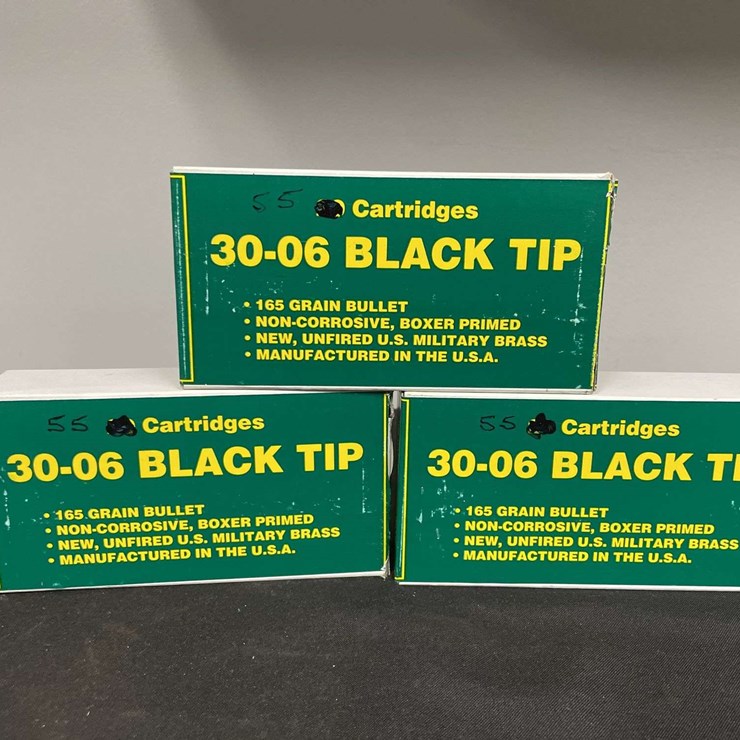 55 Cartridges
30-06 BLACK TIP
• 165 GRAIN BULLET
• NON-CORROSIVE, BOXER PRIMED
• NEW, UNFIRED U.S. MILITARY BRASS
• MANUFACTURED IN THE U.S.A.
55 Cartridges
30-06 BLACK TIP
• 165 GRAIN BULLET
• NON-CORROSIVE, BOXER PRIMED
• NEW, UNFIRED U.S. MILITARY BRASS
• MANUFACTURED IN THE U.S.A.
55 Cartridges
30-06 BLACK TI
• 165 GRAIN BULLET
• NON-CORROSIVE, BOXER PRIMED
• NEW, UNFIRED U.S. MILITARY BRASS
• MANUFACTURED IN THE U.S.A.